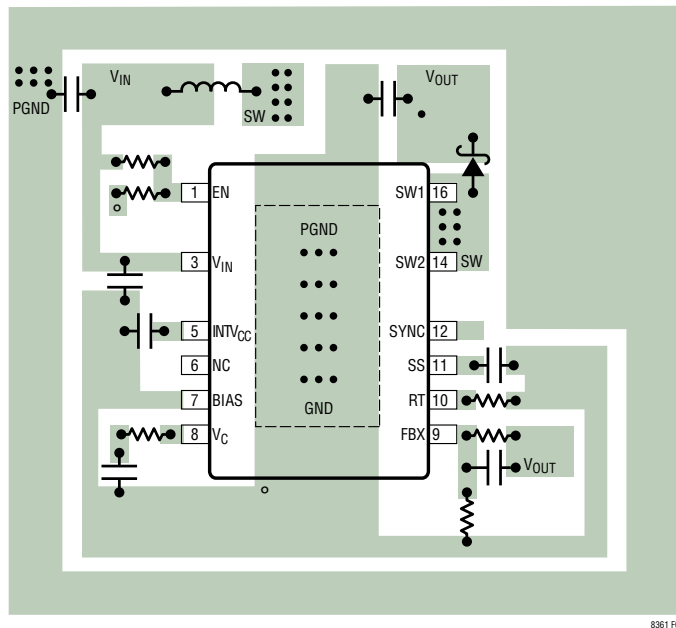 VIN
VOUT
PGND
SW
1 EN
SW1 16
PGND
3 VIN
SW2 14 SW
5 INTVCC
SYNC 12
6 NC
SS 11
7 BIAS
RT 10
GND
8 VC
FBX 9
VOUT